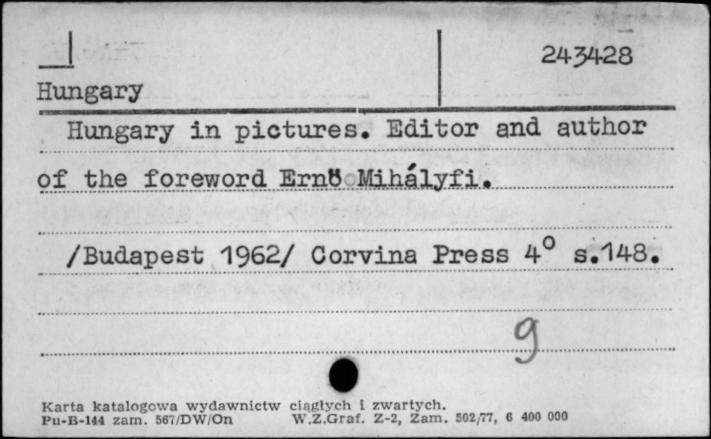 243428
Hungary
Hungary in pictures. Editor and author
of the foreword Ernö Mihályfi.
/Budapest 1962/ Corvina Press 4° s.148.
9
Karta katalogowa wydawnictw ciągłych i zwartych.
Pu-B-144 zam. 567/DW/On W.Z.Graf. Z-2, Zam. 502/77, 6 400 000